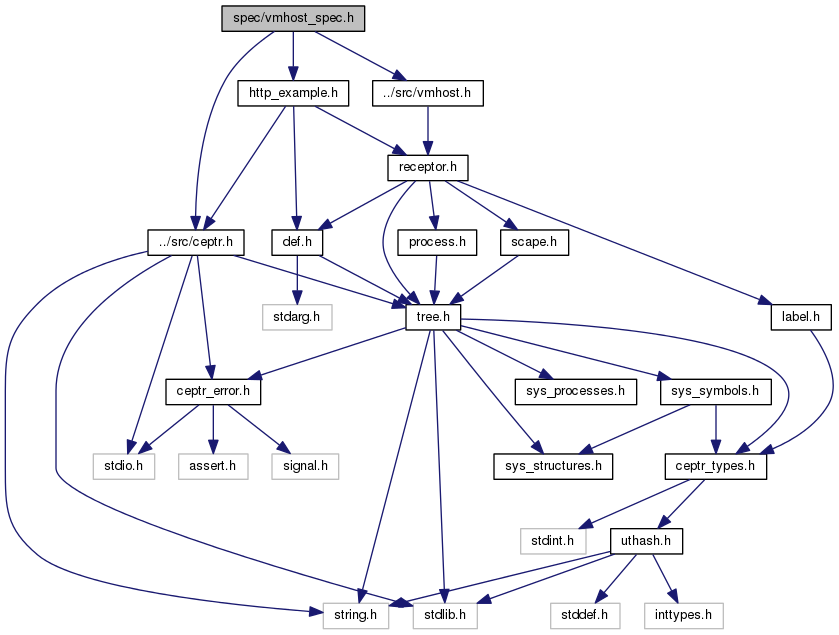 spec/vmhost_spec.h
http_example.h
../src/vmhost.h
receptor.h
../src/ceptr.h
def.h
process.h
scape.h
stdarg.h
tree.h
label.h
ceptr_error.h
sys_processes.h
sys_symbols.h
stdio.h
assert.h
signal.h
sys_structures.h
ceptr_types.h
stdint.h
uthash.h
string.h
stdlib.h
stddef.h
inttypes.h